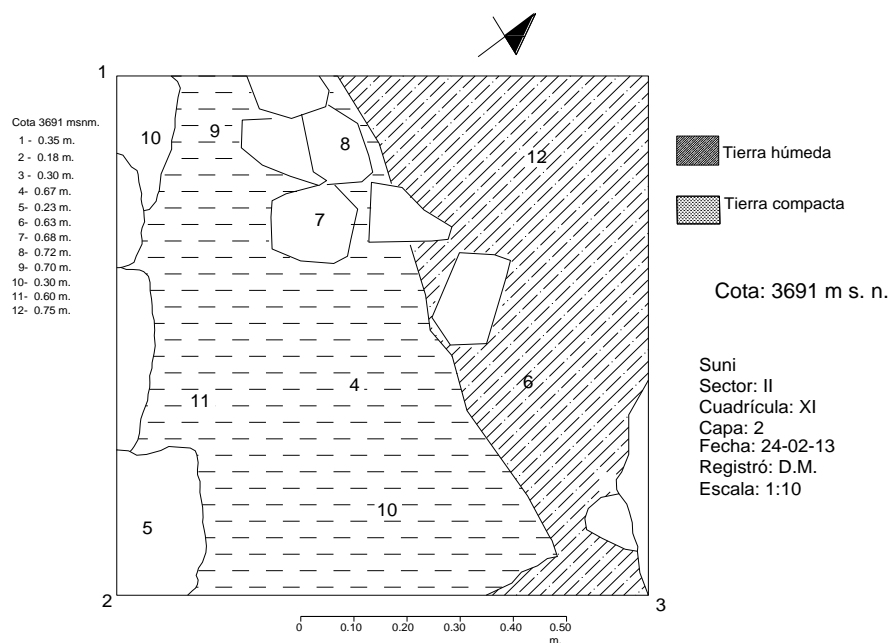 1
Cota 3691 msnm.
1 - 0.35 m.
2 - 0.18 m.
3 - 0.30 m.
4- 0.67 m.
5- 0.23 m.
6 - 0.63 m.
7 - 0.68 m.
8 - 0.72 m.
9 - 0.70 m.
10- 0.30 m.
11- 0.60 m.
12- 0.75 m.
10
9
8
12
7
4
6
11
10
5
2
3
0 0.10 0.20 0.30 0.40 0.50
m.
Tierra húmeda
Tierra compacta
Cota: 3691 m s. n.
Suni
Sector: II
Cuadrícula: XI
Capa: 2
Fecha: 24-02-13
Registró: D.M.
Escala: 1:10